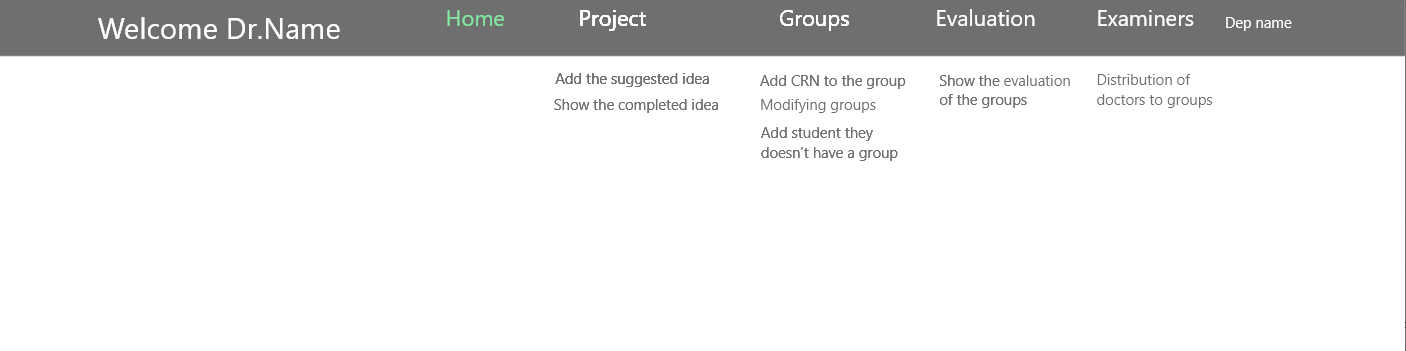 Welcome Dr.Name
Home
Project
Groups
Evaluation
Examiners
Dep name
Add the suggested idea
Show the completed idea
Add CRN to the group
Modifying groups
Add student they
doesn't have a group
Show the evaluation
of the groups
Distribution of
doctors to groups